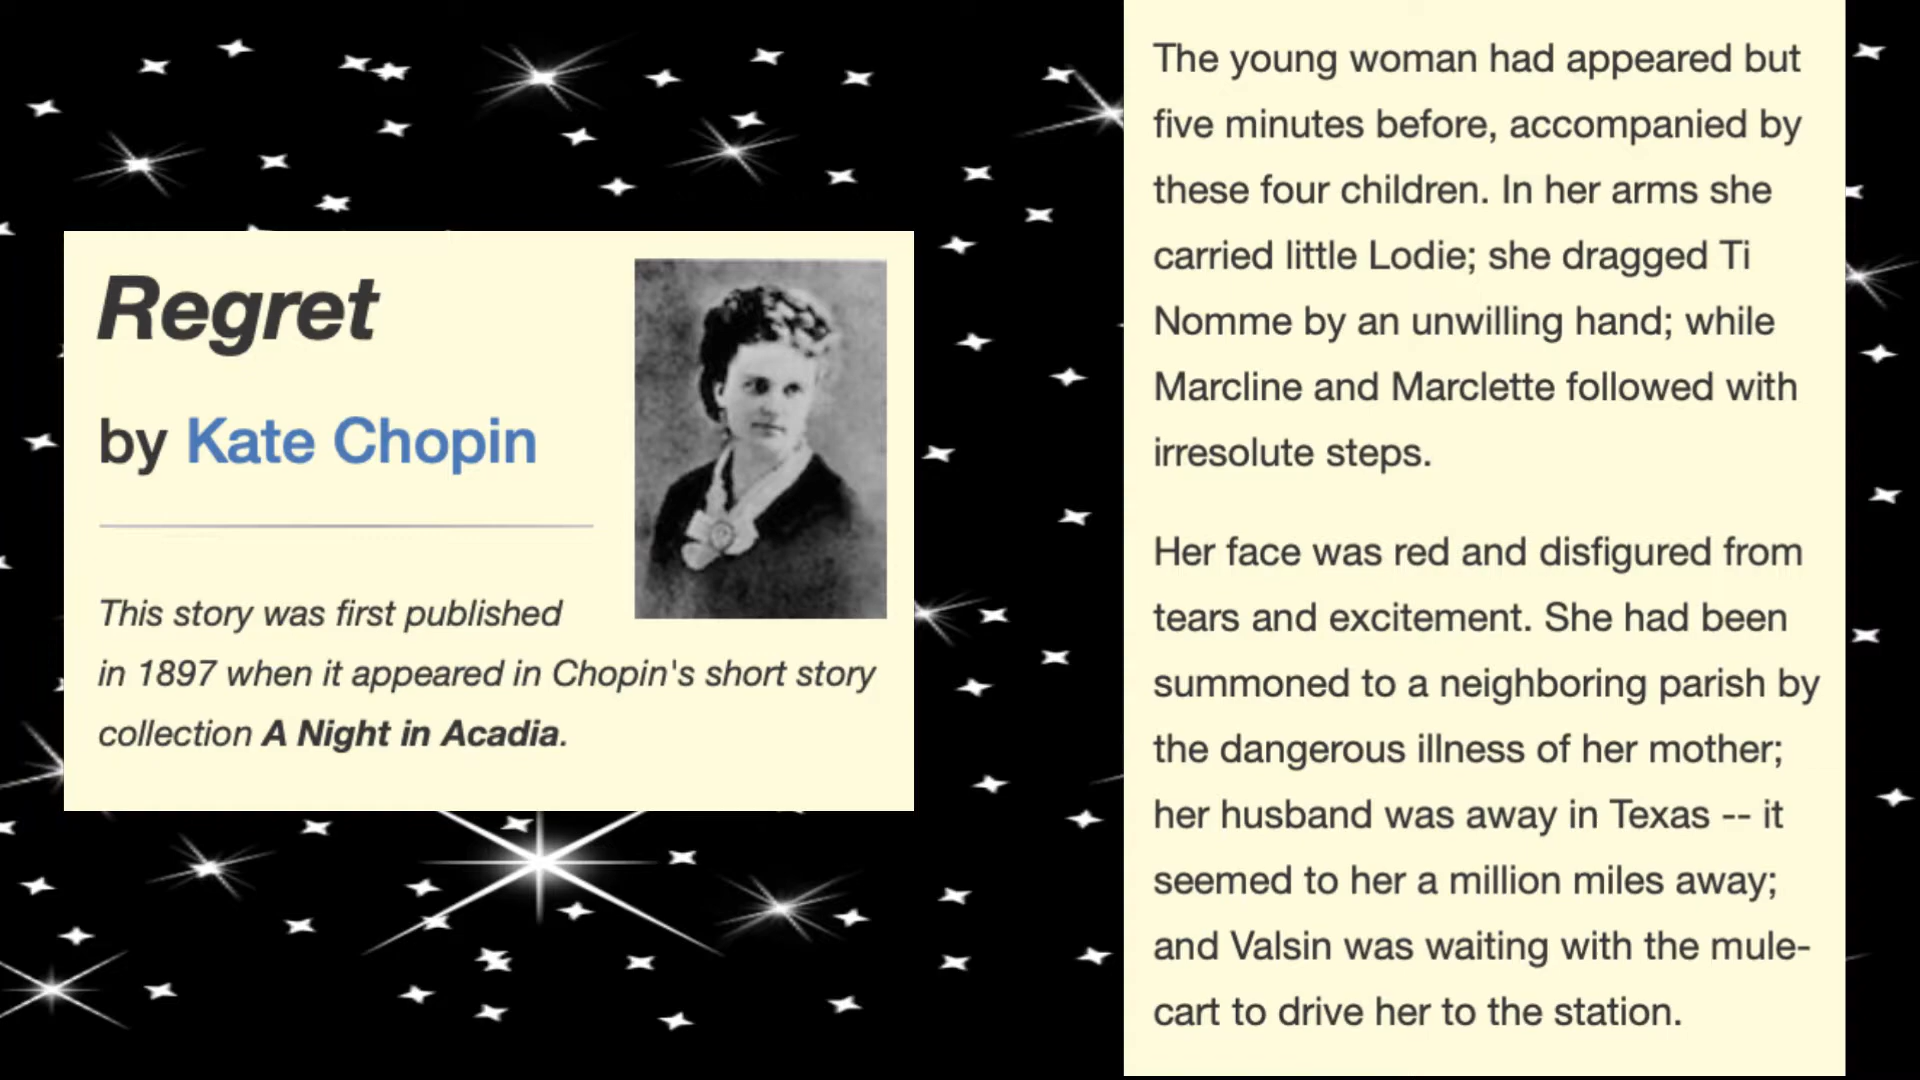 Regret
by Kate Chopin
This story was first published
in 1897 when it appeared in Chopin's short story
collection A Night in Acadia.
The young woman had appeared but
five minutes before, accompanied by
these four children. In her arms she
carried little Lodie; she dragged Ti
Nomme by an unwilling hand; while
Marcline and Marclette followed with
irresolute steps.
Her face was red and disfigured from
tears and excitement. She had been
summoned to a neighboring parish by
the dangerous illness of her mother;
her husband was away in Texas -- it
seemed to her a million miles away;
and Valsin was waiting with the mule-
cart to drive her to the station.